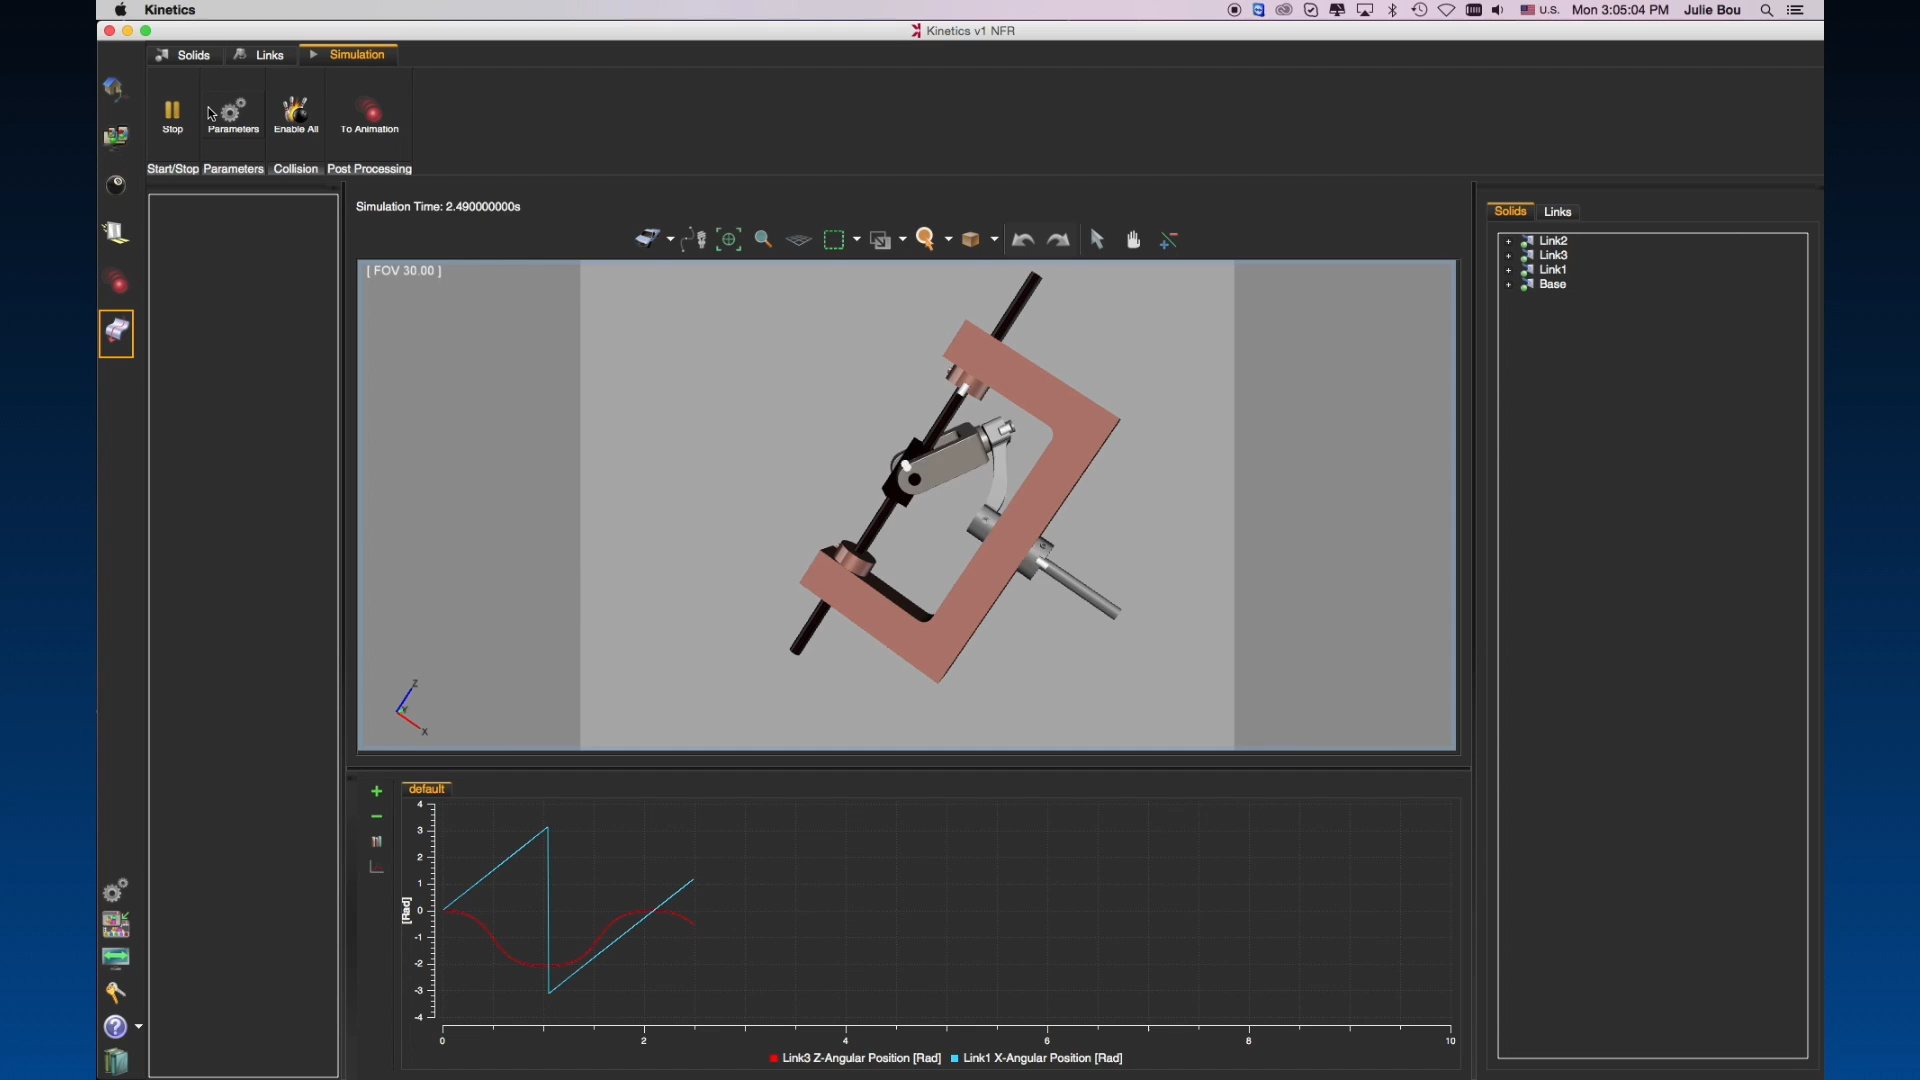 Kinetics
U.S.
Mon 3:05:04 PM
Julie Bou
Kinetics v1 NFR
Solids
Links
Simulation
Stop
Parameters
Enable All
To Animation
Start/Stop
Parameters
Collision
Post Processing
Simulation Time: 2.490000000s
[ FOV 30.00 ]
Solids
Links
Link2
Link3
Link1
Base
Z
Y
X
default
4
3
2
1
0
-1
-2
-3
-4
[Rad]
0
2
4
6
8
10
Link3 Z-Angular Position [Rad]
Link1 X-Angular Position [Rad]